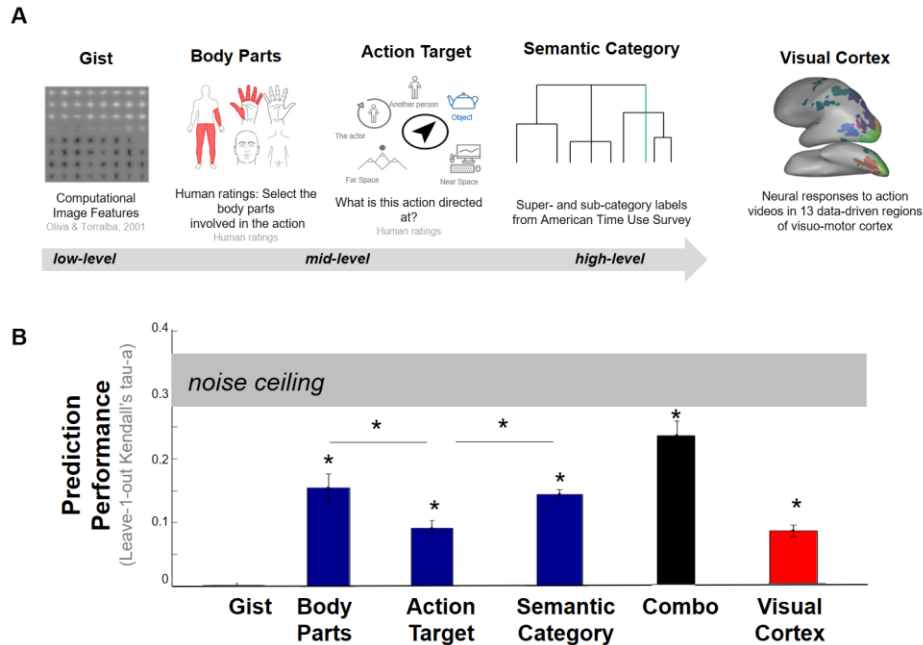 A
Gist
Body Parts
Action Target
Semantic Category
Visual Cortex
Another person
The actor
Object
Far Space
Near Space
Computational
Image Features
Oliva & Torralba, 2001
Human ratings: Select the
body parts
involved in the action
Human ratings
What is this action directed
at?
Human ratings
Super- and sub-category labels
from American Time Use Survey
Neural responses to action
videos in 13 data-driven regions
of visuo-motor cortex
low-level
mid-level
high-level
B
Prediction
Performance
(Leave-1-out Kendall's tau-a)
0.4
0.3
0.2
0.1
0
noise ceiling
*
*
*
*
*
*
*
Gist
Body
Parts
Action
Target
Semantic
Category
Combo
Visual
Cortex